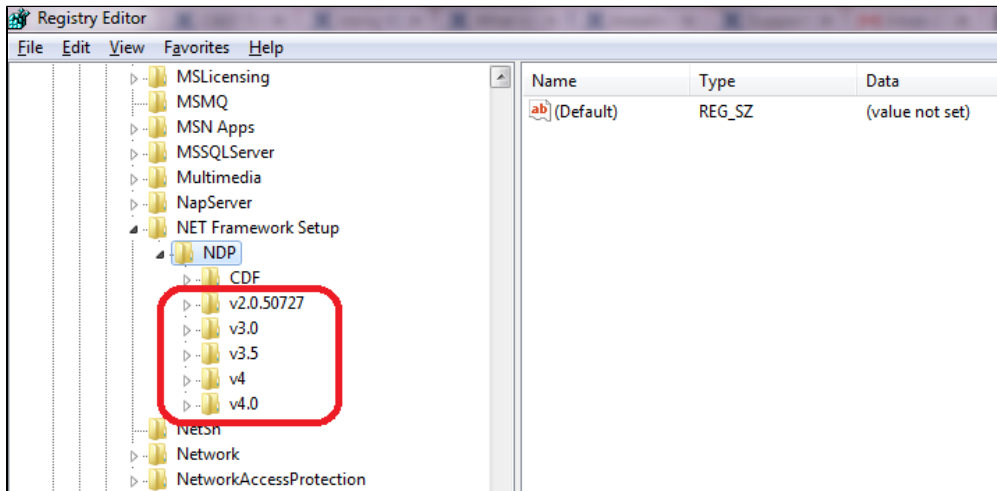 Registry Editor
File Edit View Favorites Help
MSLicensing
MSMQ
MSN Apps
MSSQLServer
Multimedia
NapServer
NET Framework Setup
NDP
CDF
v2.0.50727
v3.0
v3.5
v4
v4.0
NetSh
Network
NetworkAccessProtection
Name Type Data
ab (Default) REG_SZ (value not set)